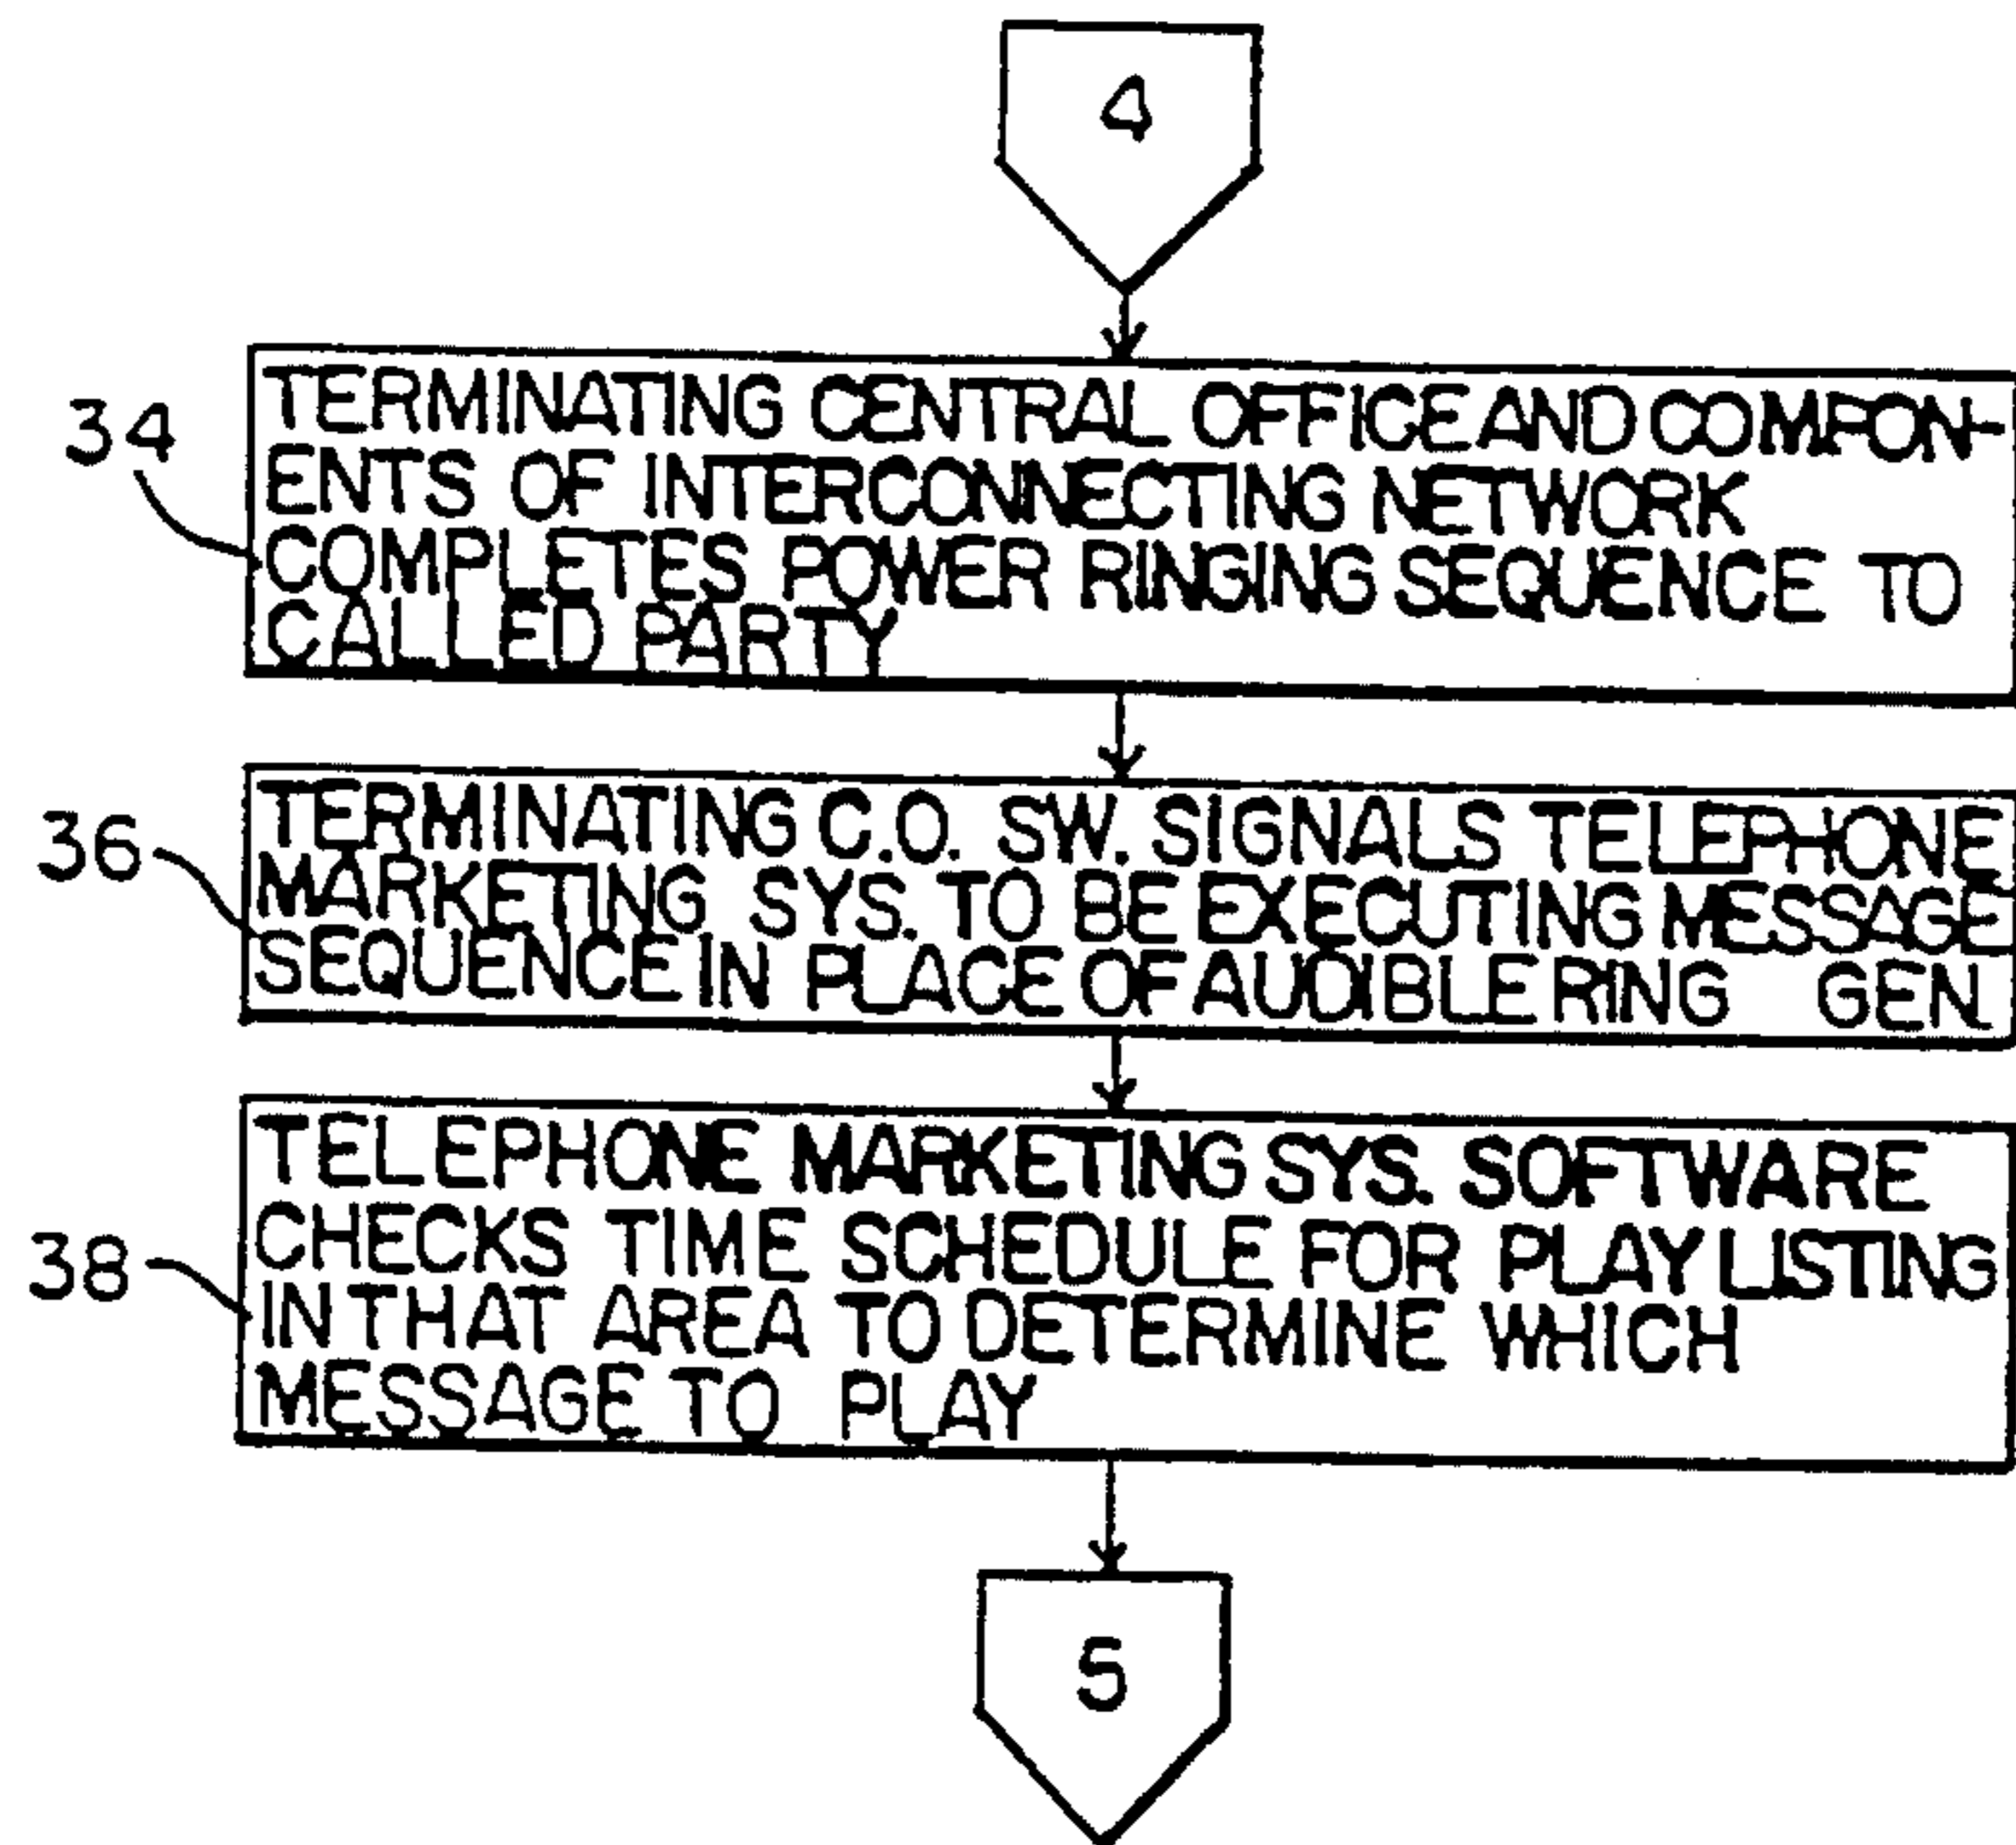 4
34
TERMINATING CENTRAL OFFICE AND COMPON-
ENTS OF INTERCONNECTING NETWORK
COMPLETES POWER RINGING SEQUENCE TO
CALLED PARTY
36
TERMINATING C.O. SW. SIGNALS TELEPHONE
MARKETING SYS. TO BE EXECUTING MESSAGE
SEQUENCE IN PLACE OF AUDIBLE RING GEN
38
TELEPHONE MARKETING SYS. SOFTWARE
CHECKS TIME SCHEDULE FOR PLAY LISTING
IN THAT AREA TO DETERMINE WHICH
MESSAGE TO PLAY
5